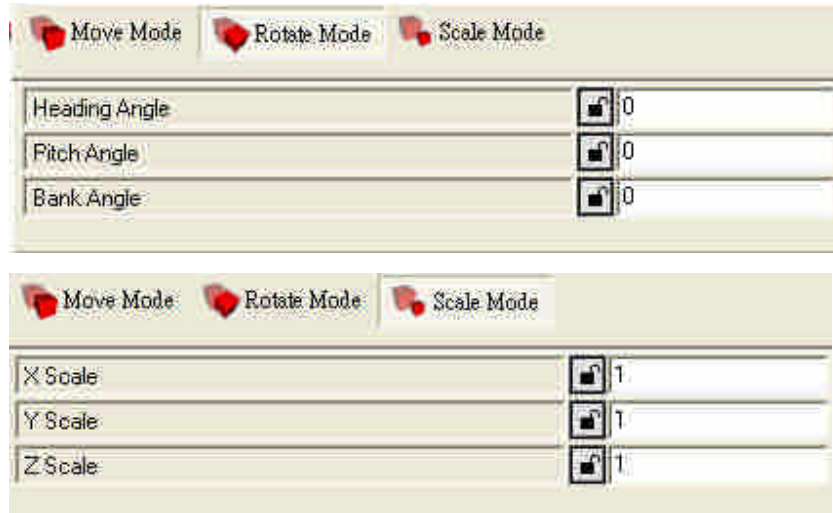 Move Mode Rotate Mode Scale Mode
Heading Angle 0
Pitch Angle 0
Bank Angle 0
Move Mode Rotate Mode Scale Mode
X Scale 1
Y Scale 1
Z Scale 1